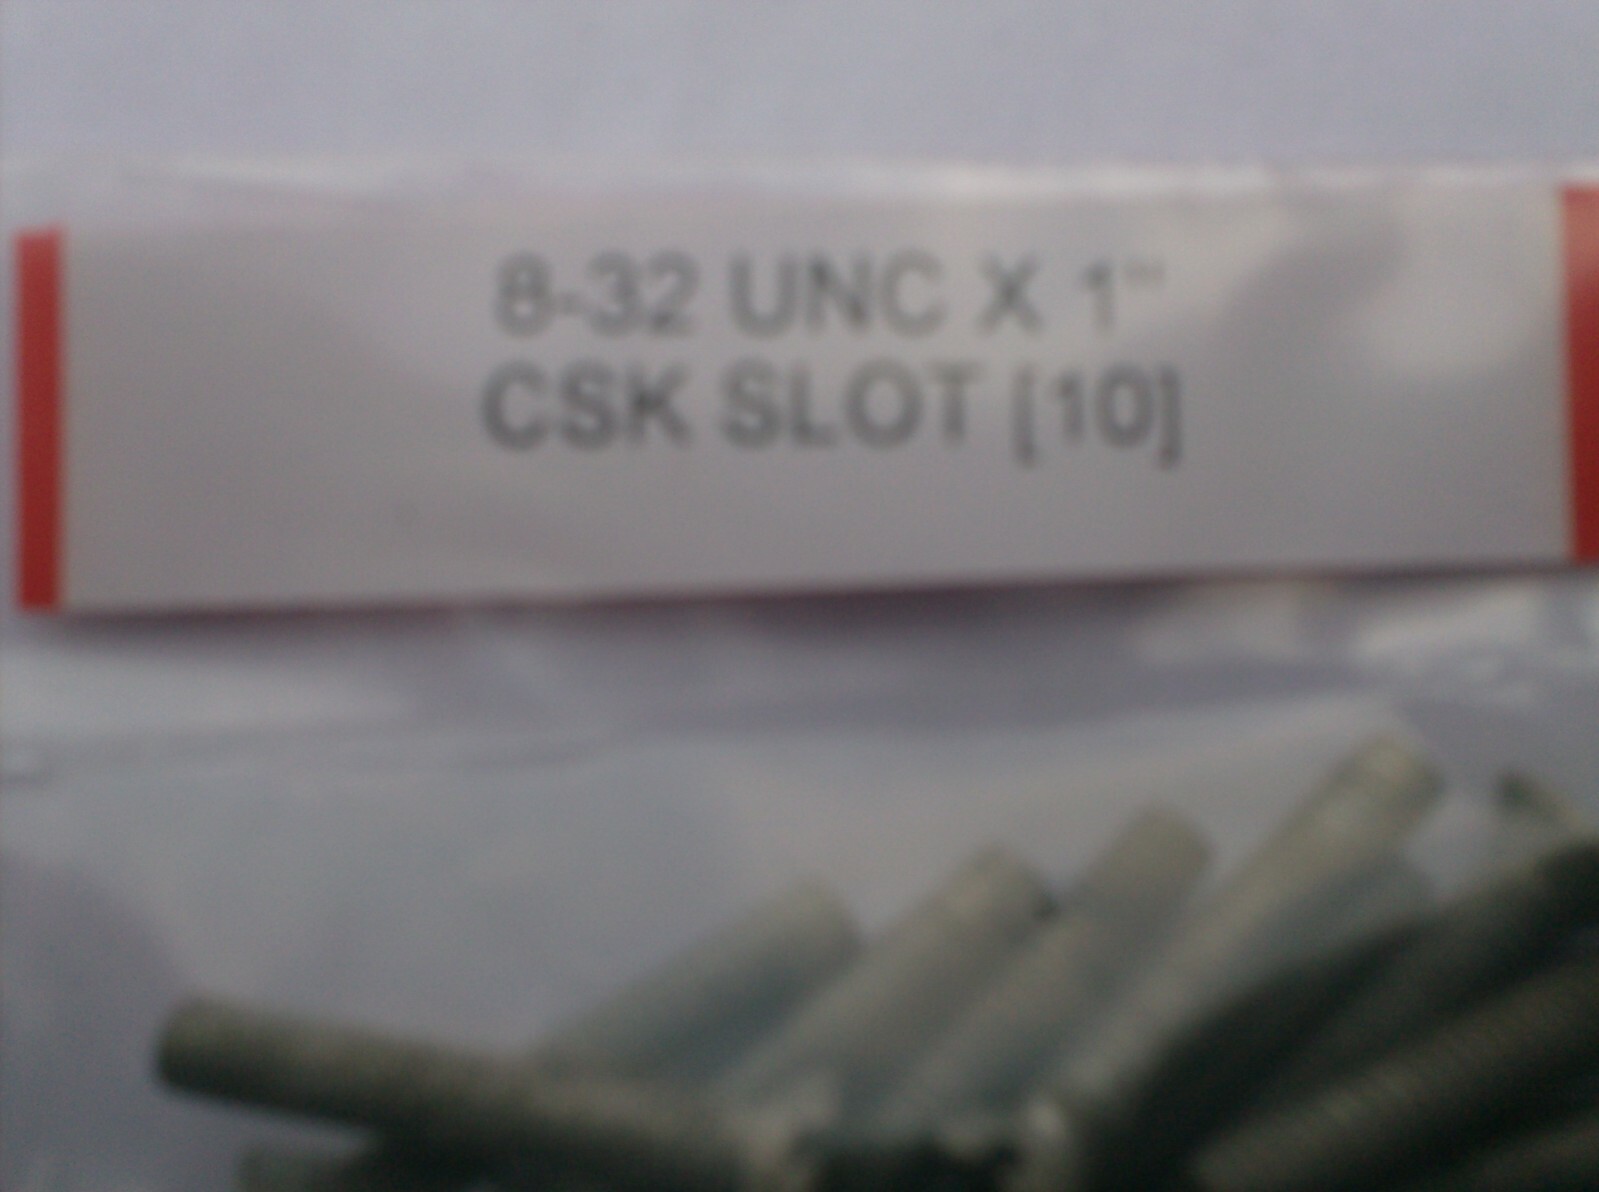 8-32 UNC X 1"
CSK SLOT [10]